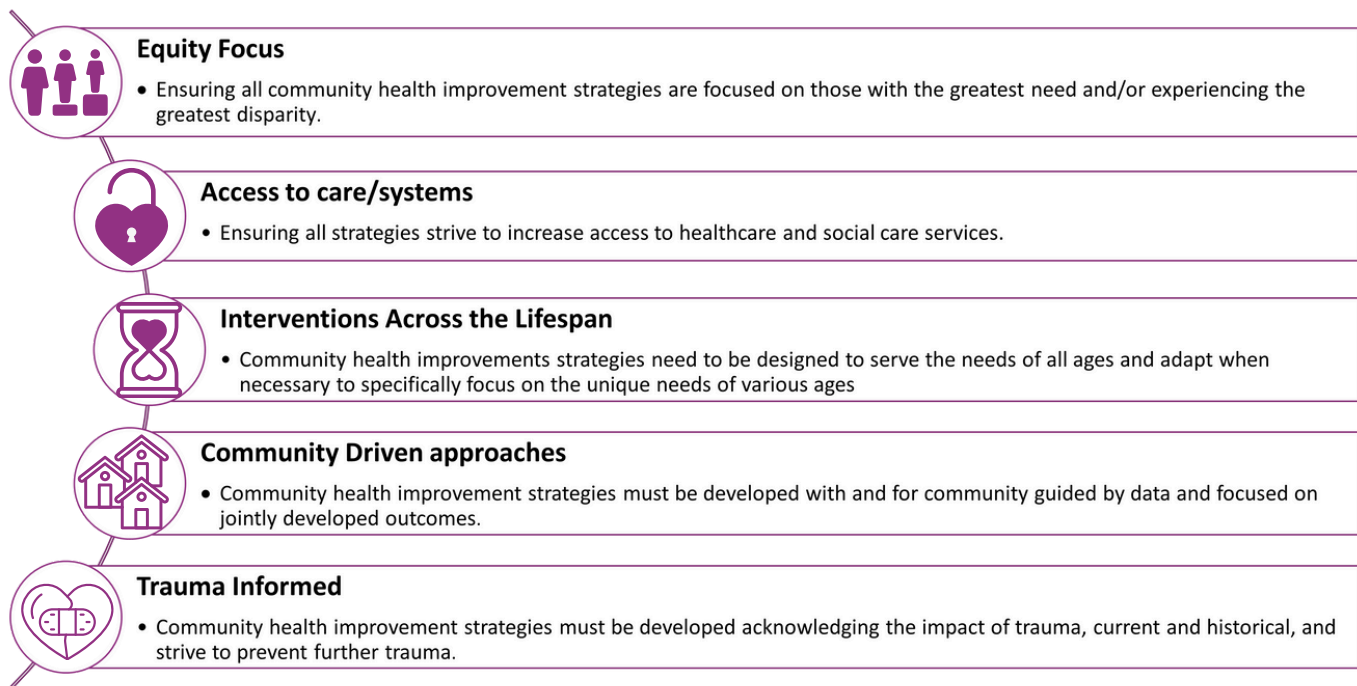 Equity Focus
• Ensuring all community health improvement strategies are focused on those with the greatest need and/or experiencing the
greatest disparity.
Access to care/systems
• Ensuring all strategies strive to increase access to healthcare and social care services.
Interventions Across the Lifespan
• Community health improvements strategies need to be designed to serve the needs of all ages and adapt when
necessary to specifically focus on the unique needs of various ages
Community Driven approaches
• Community health improvement strategies must be developed with and for community guided by data and focused on
jointly developed outcomes.
Trauma Informed
• Community health improvement strategies must be developed acknowledging the impact of trauma, current and historical, and
strive to prevent further trauma.